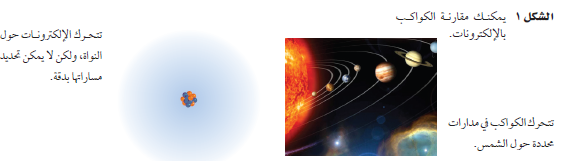 الشكل ١ يمكنك مقارنة الكواكب
بالإلكترونات.
تتحرك الكواكب في مدارات
محددة حول الشمس.
تتحرك الإلكترونات حول
النواة، ولكن لا يمكن تحديد
مساراتها بدقة.